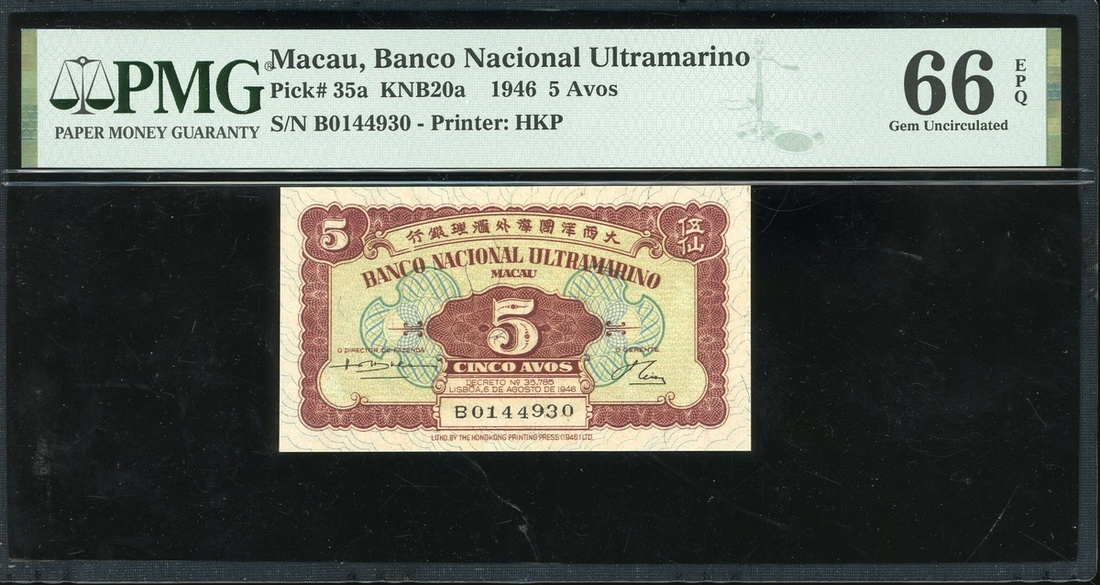 PMG
PAPER MONEY GUARANTY
Macau, Banco Nacional Ultramarino
Pick# 35a KNB20a 1946 5 Avos
S/N B0144930 - Printer: HKP
66 EPQ
Gem Uncirculated
5
行銀理滙外海國洋西大
伍仙
BANCO NACIONAL ULTRAMARINO
MACAU
5
O DIRECTOR DE FAZENDA
O GERENTE
CINCO AVOS
DECRETO Nº 35.785
LISBOA, 6 DE AGOSTO DE 1946
B0144930
LITHO. BY THE HONGKONG PRINTING PRESS (1946) LTD.